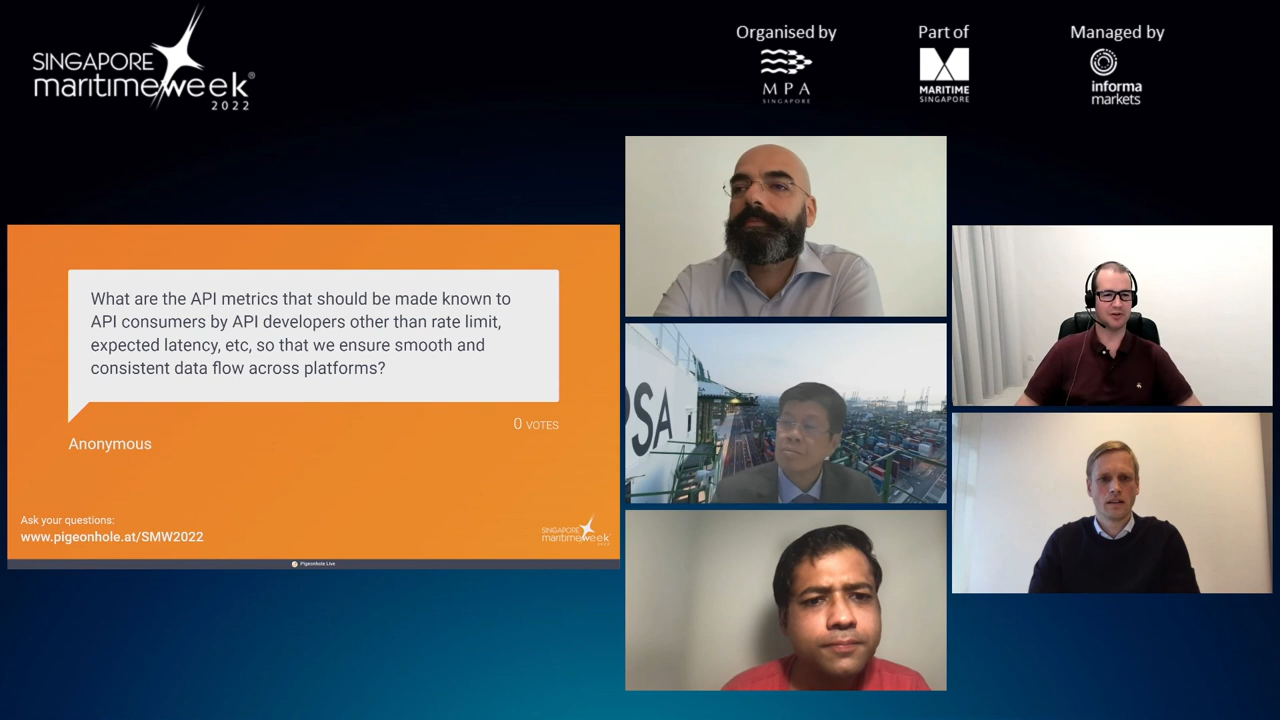 SINGAPORE
maritimeweek®
2022
Organised by
MPA
SINGAPORE
Part of
MARITIME
SINGAPORE
Managed by
informa
markets
What are the API metrics that should be made known to
API consumers by API developers other than rate limit,
expected latency, etc, so that we ensure smooth and
consistent data flow across platforms?
0 VOTES
Anonymous
Ask your questions:
www.pigeonhole.at/SMW2022
SINGAPORE
maritimeweek
Pigeonhole Live
PSA